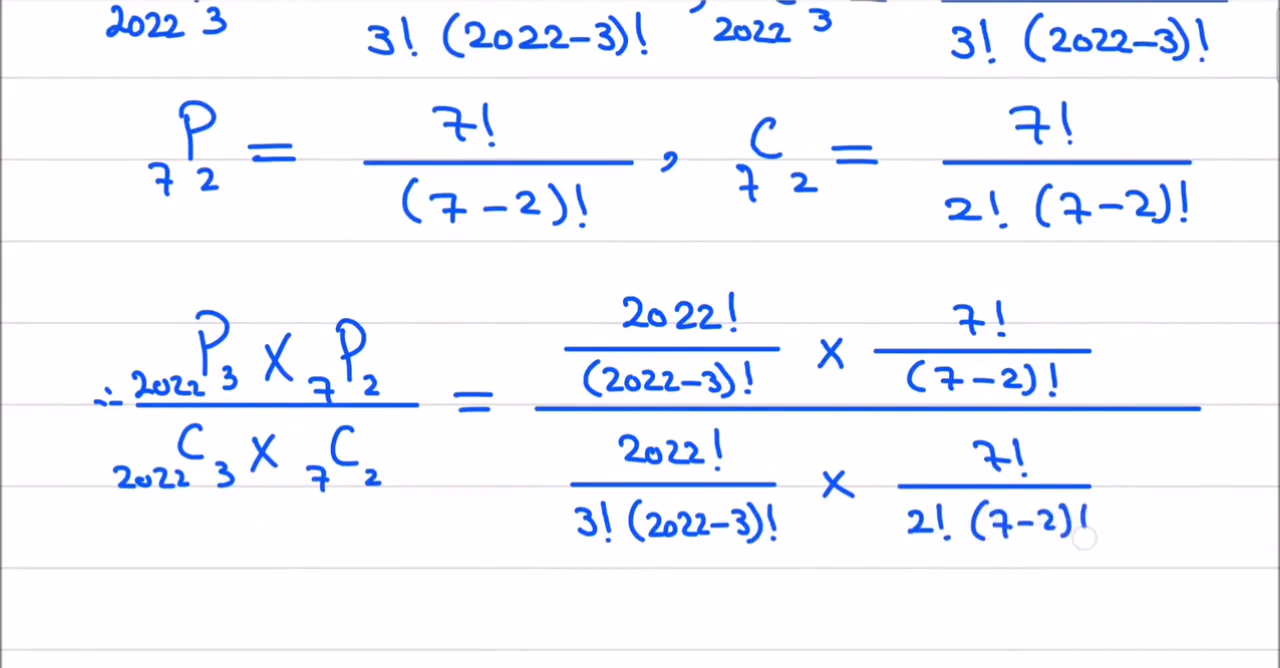 2022 3 3! (2022-3)! , 2022 3 3! (2022-3)!
₇P₂ = 7! / (7-2)! , ₇C₂ = 7! / 2! (7-2)!
∴ ₂₀₂₂P₃ × ₇P₂ / ₂₀₂₂C₃ × ₇C₂ = 2022! / (2022-3)! × 7! / (7-2)! / 2022! / 3! (2022-3)! × 7! / 2! (7-2)!